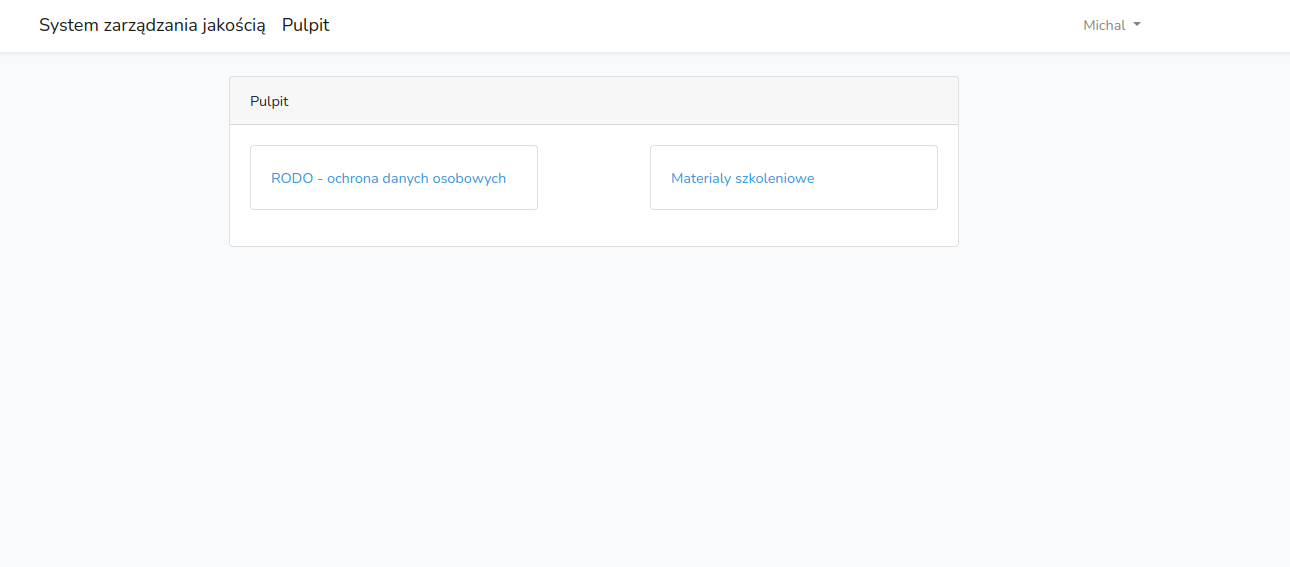 System zarządzania jakością Pulpit Michal
Pulpit
RODO - ochrona danych osobowych Materialy szkoleniowe